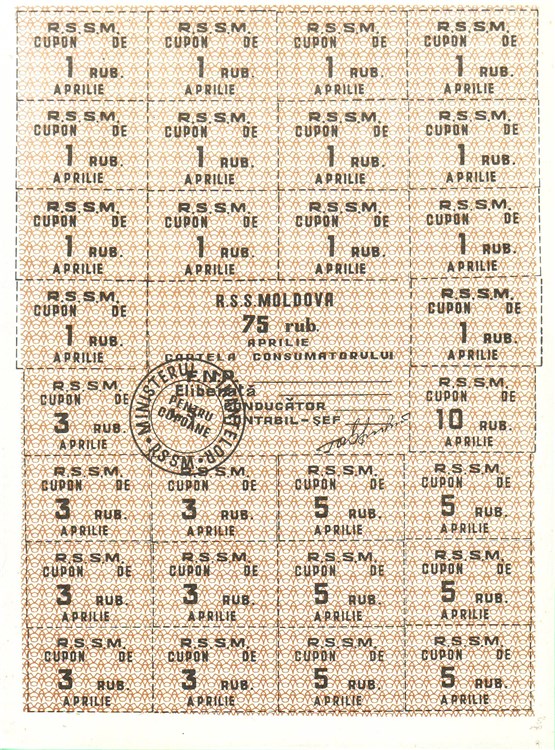 R.S.S.M. R.S.S.M. R.S.S.M. R.S.S.M.
CUPON DE CUPON DE CUPON DE CUPON DE
1 RUB. 1 RUB. 1 RUB. 1 RUB.
APRILIE APRILIE APRILIE APRILIE
R.S.S.M. R.S.S.M. R.S.S.M. R.S.S.M.
CUPON DE CUPON DE CUPON DE CUPON DE
1 RUB. 1 RUB. 1 RUB. 1 RUB.
APRILIE APRILIE APRILIE APRILIE
R.S.S.M. R.S.S.M. R.S.S.M. R.S.S.M.
CUPON DE CUPON DE CUPON DE CUPON DE
1 RUB. 1 RUB. 1 RUB. 1 RUB.
APRILIE APRILIE APRILIE APRILIE
R.S.S.M.
CUPON DE
1 RUB.
APRILIE
R.S.S.MOLDOVA
75 rub.
APRILIE
CARTELA CONSUMATORULUI
R.S.S.M.
CUPON DE
1 RUB.
APRILIE
R.S.S.M.
CUPON DE
3 RUB.
APRILIE
Eliberată
CONDUCĂTOR
CONTABIL-ŞEF
MINISTERUL
PENTRU
CUPOANE
R.S.S.M.
R.S.S.M.
CUPON DE
10 RUB.
APRILIE
R.S.S.M. R.S.S.M. R.S.S.M. R.S.S.M.
CUPON DE CUPON DE CUPON DE CUPON DE
3 RUB. 3 RUB. 5 RUB. 5 RUB.
APRILIE APRILIE APRILIE APRILIE
R.S.S.M. R.S.S.M. R.S.S.M. R.S.S.M.
CUPON DE CUPON DE CUPON DE CUPON DE
3 RUB. 3 RUB. 5 RUB. 5 RUB.
APRILIE APRILIE APRILIE APRILIE
R.S.S.M. R.S.S.M. R.S.S.M. R.S.S.M.
CUPON DE CUPON DE CUPON DE CUPON DE
3 RUB. 3 RUB. 5 RUB. 5 RUB.
APRILIE APRILIE APRILIE APRILIE